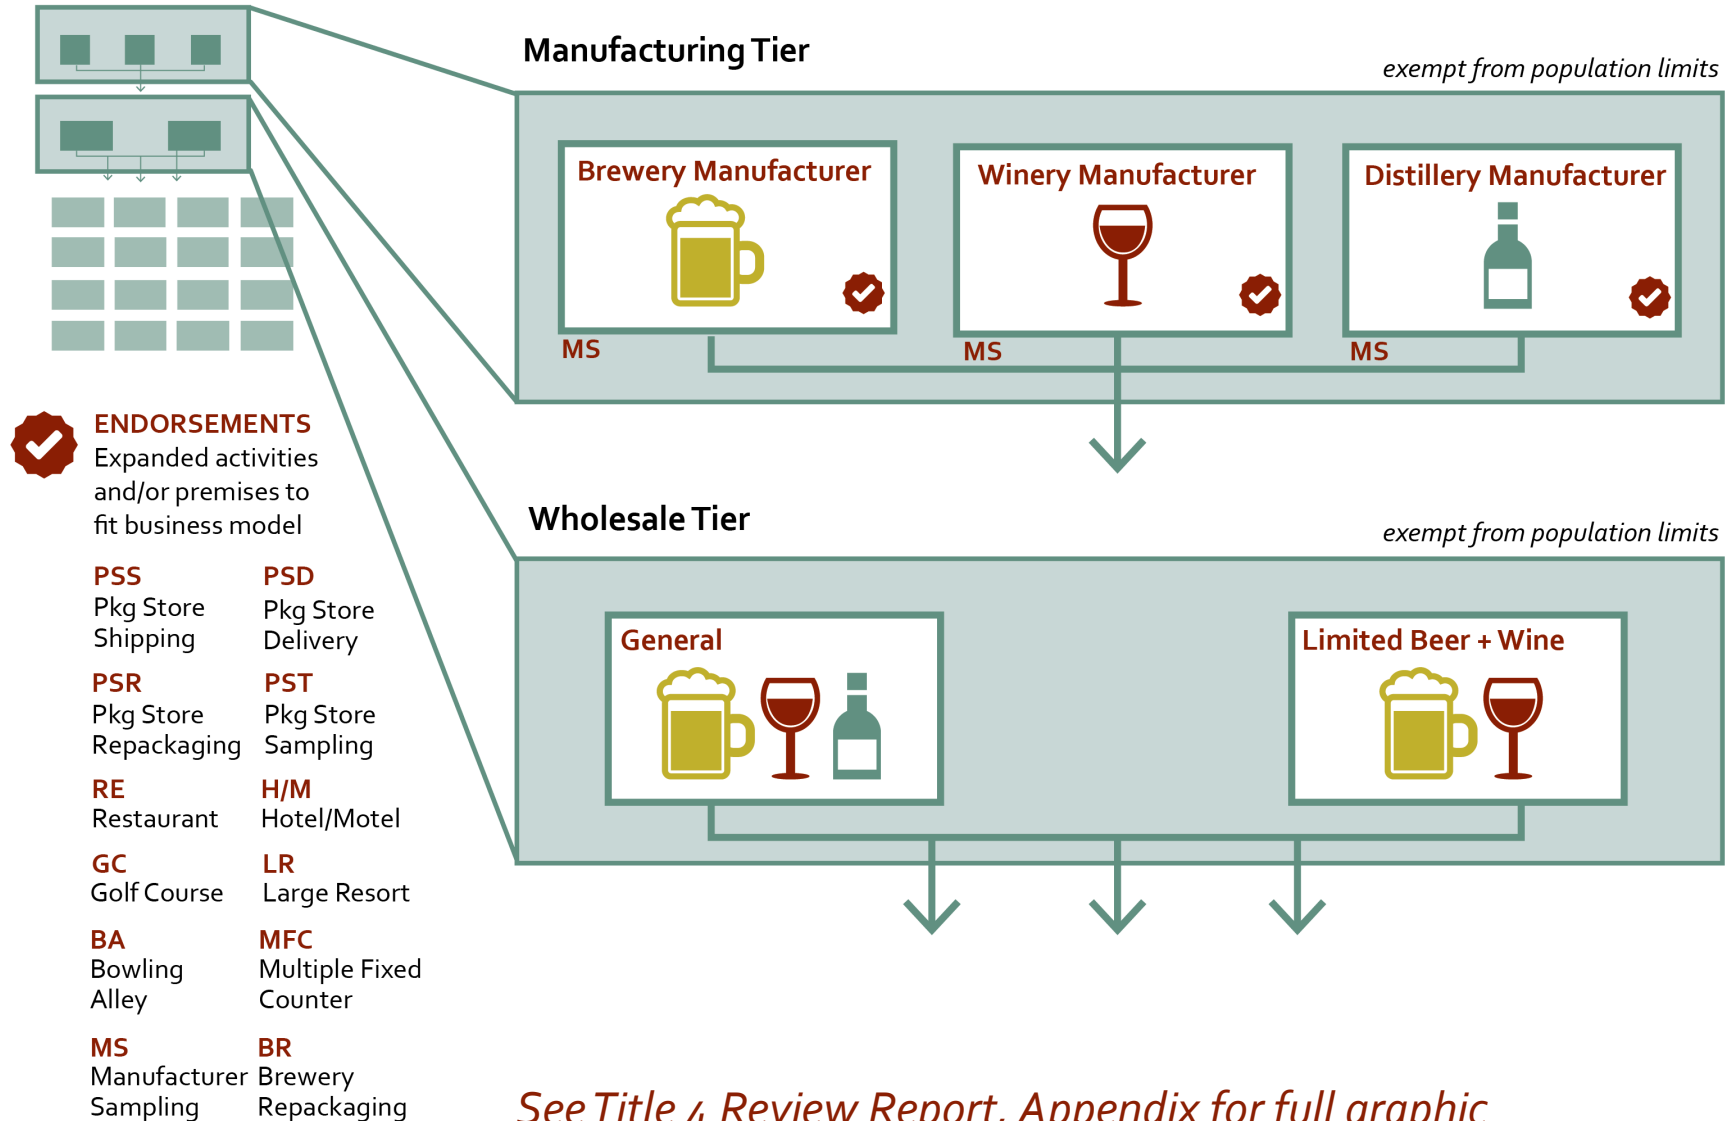 Manufacturing Tier
exempt from population limits
Brewery Manufacturer
Winery Manufacturer
Distillery Manufacturer
MS
MS
MS
ENDORSEMENTS
Expanded activities
and/or premises to
fit business model
Wholesale Tier
exempt from population limits
General
Limited Beer + Wine
PSS
Pkg Store
Shipping
PSD
Pkg Store
Delivery
PSR
Pkg Store
Repackaging
PST
Pkg Store
Sampling
RE
Restaurant
H/M
Hotel/Motel
GC
Golf Course
LR
Large Resort
BA
Bowling
Alley
MFC
Multiple Fixed
Counter
MS
Manufacturer
Sampling
BR
Brewery
Repackaging
See Title 4 Review Report, Appendix for full graphic